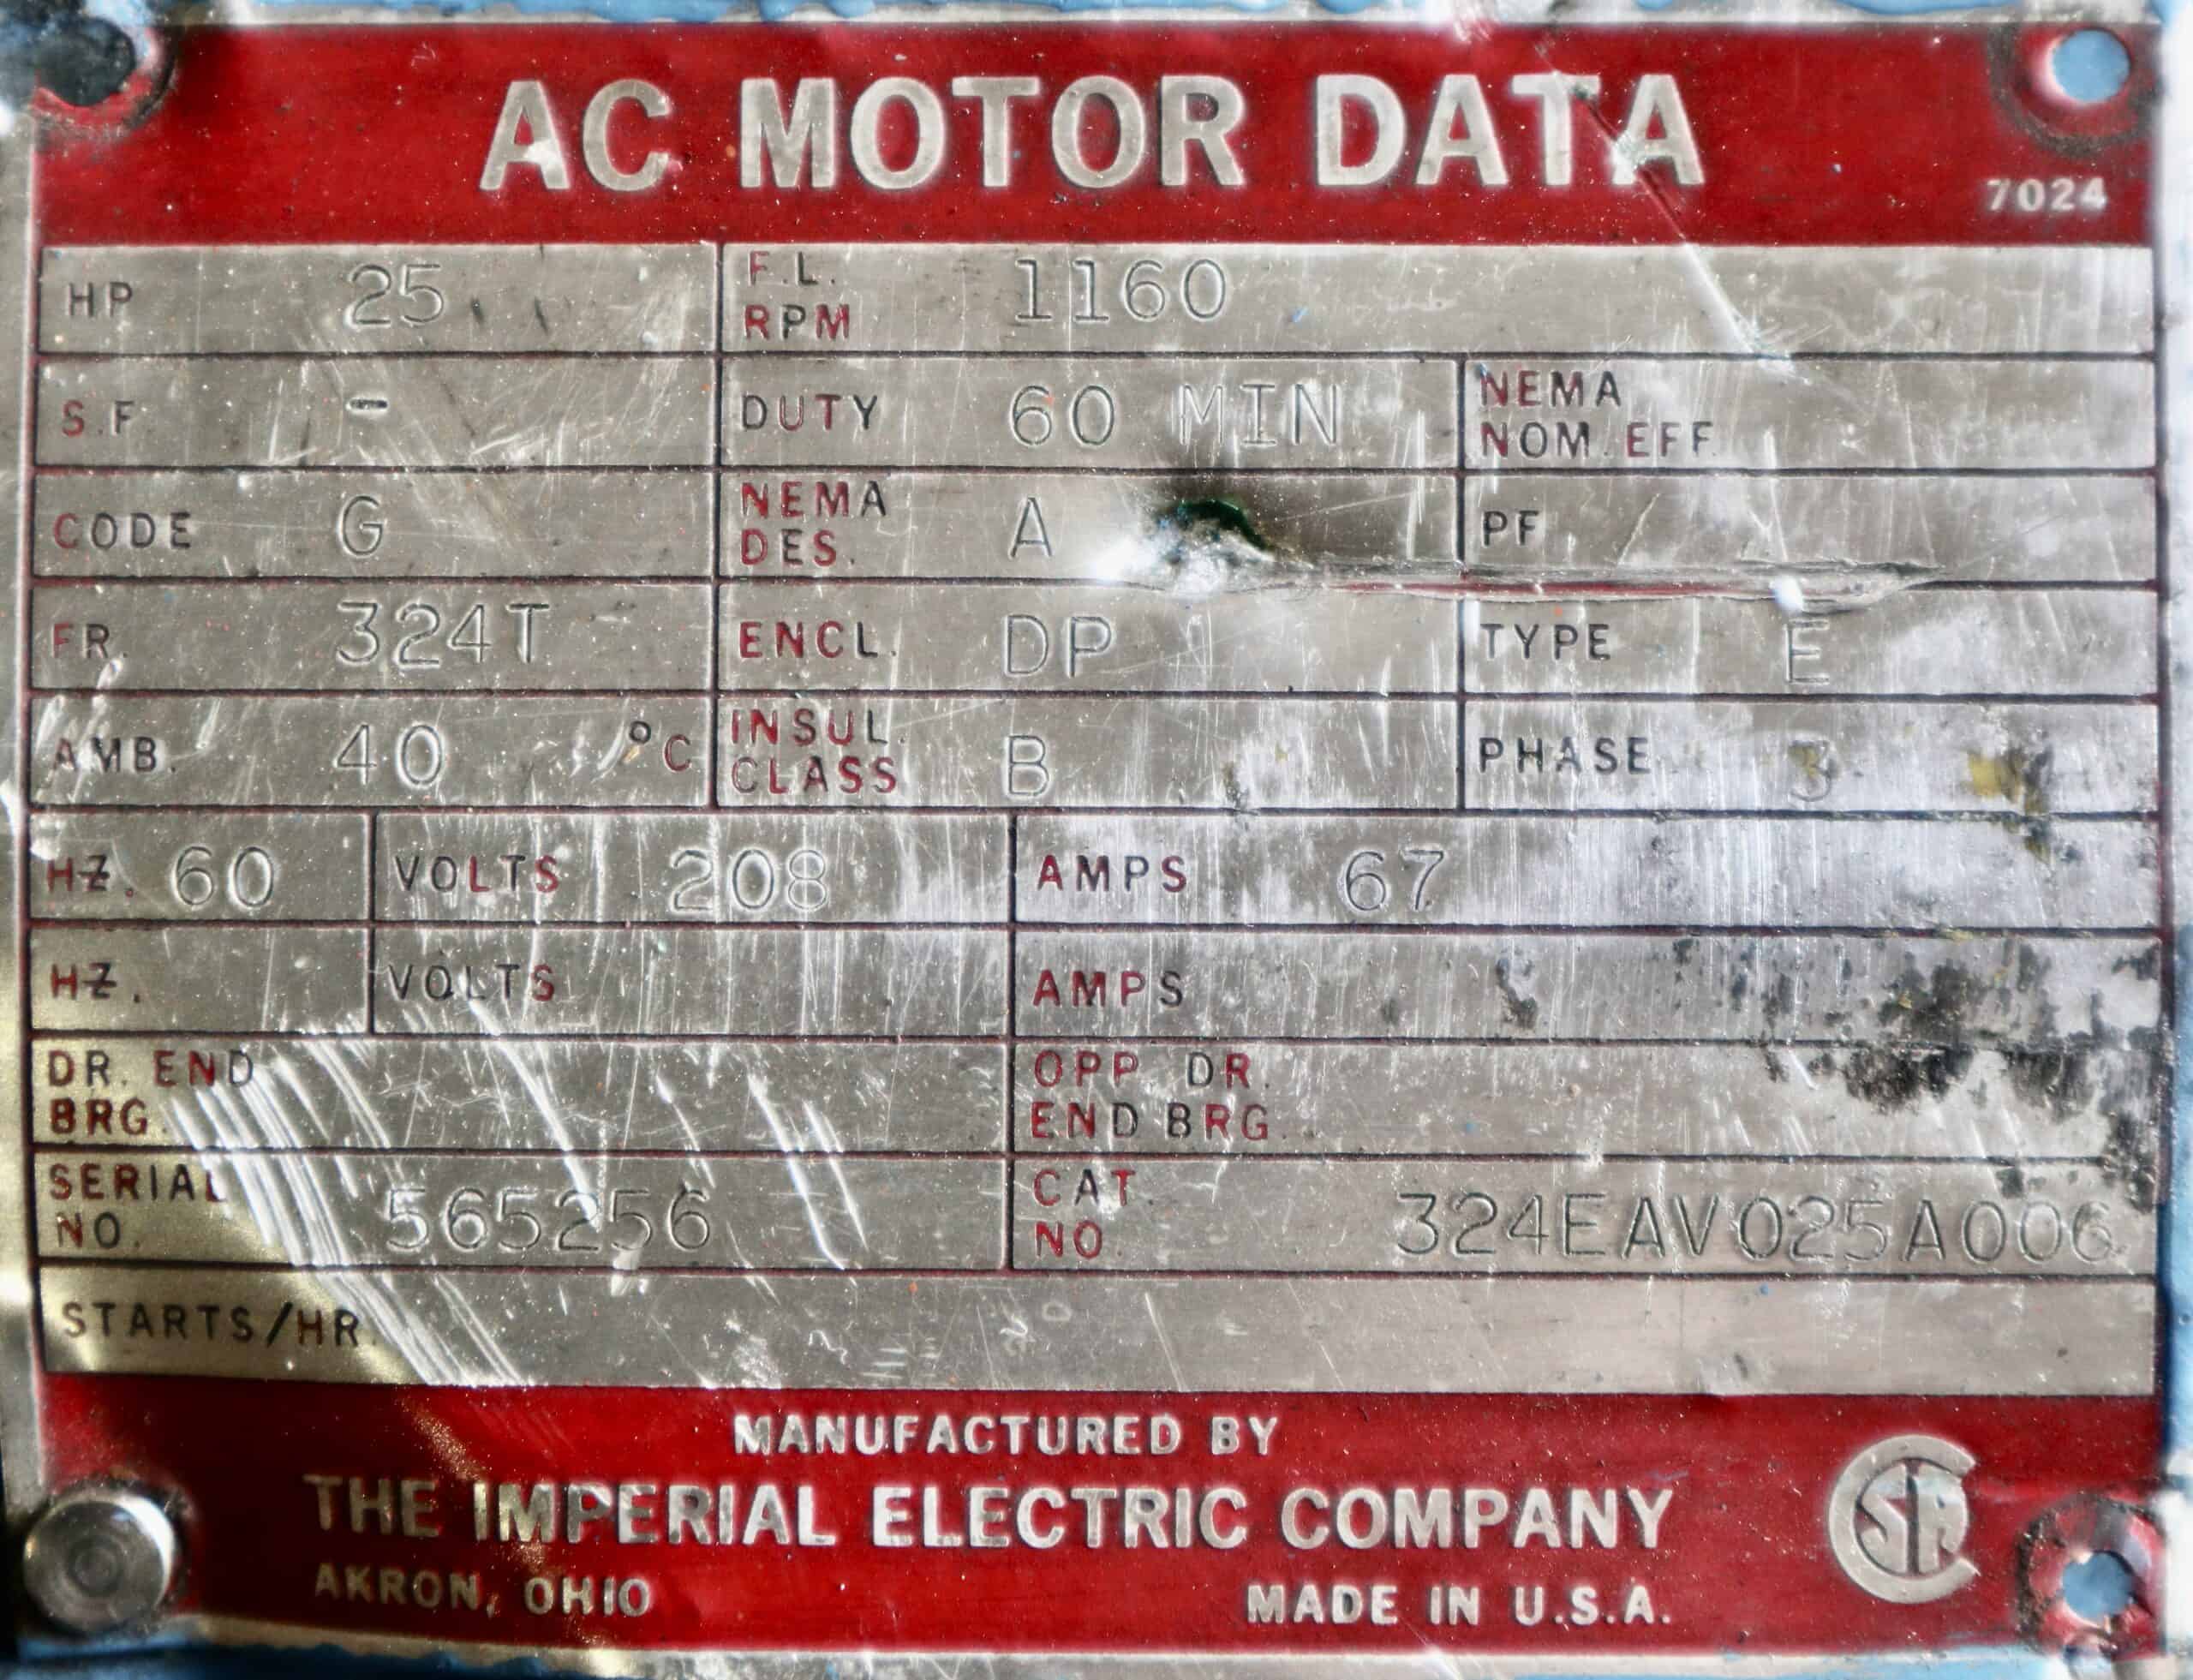 AC MOTOR DATA
7024
HP 25 F.L. RPM 1160
S.F. - DUTY 60 MIN NEMA NOM. EFF.
CODE G NEMA DES. A PF
FR. 324T ENCL. DP TYPE E
AMB. 40 °C INSUL. CLASS B PHASE 3
HZ. 60 VOLTS 208 AMPS 67
HZ. VOLTS AMPS
DR. END BRG. OPP. DR. END BRG.
SERIAL NO. 565256 CAT. NO. 324EAV025A006
STARTS/HR.
MANUFACTURED BY
THE IMPERIAL ELECTRIC COMPANY
AKRON, OHIO MADE IN U.S.A.
CSA